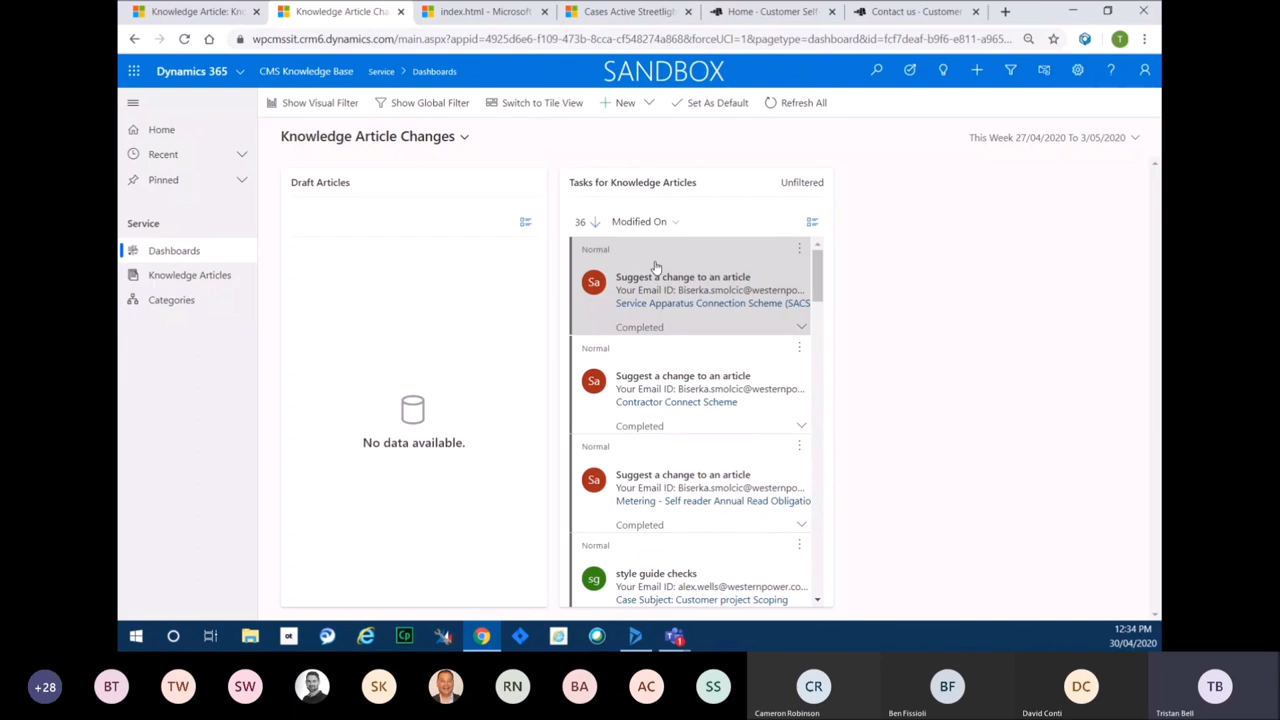 Knowledge Article: Kno
Knowledge Article Cha
index.html - Microsoft
Cases Active Streetligh
Home - Customer Self
Contact us - Customer
wpcmssit.crm6.dynamics.com/main.aspx?appid=4925d6e6-f109-473b-8cca-cf548274a868&forceUCI=1&pagetype=dashboard&id=fcf7deaf-b9f6-e811-a965...
T
Dynamics 365
CMS Knowledge Base
Service > Dashboards
SANDBOX
Show Visual Filter
Show Global Filter
Switch to Tile View
New
Set As Default
Refresh All
Home
Recent
Pinned
Service
Dashboards
Knowledge Articles
Categories
Knowledge Article Changes
This Week 27/04/2020 To 3/05/2020
Draft Articles
No data available.
Tasks for Knowledge Articles
Unfiltered
36
Modified On
Normal
Sa
Suggest a change to an article
Your Email ID: Biserka.smolcic@westernpo...
Service Apparatus Connection Scheme (SACS
Completed
Normal
Sa
Suggest a change to an article
Your Email ID: Biserka.smolcic@westernpo...
Contractor Connect Scheme
Completed
Normal
Sa
Suggest a change to an article
Your Email ID: Biserka.smolcic@westernpo...
Metering - Self reader Annual Read Obligatio
Completed
Normal
sg
style guide checks
Your Email ID: alex.wells@westernpower.co...
Case Subject: Customer project Scoping
ot
Cp
1
12:34 PM
30/04/2020
+28
BT
TW
SW
SK
RN
BA
AC
SS
CR
Cameron Robinson
BF
Ben Fissioli
DC
David Conti
TB
Tristan Bell